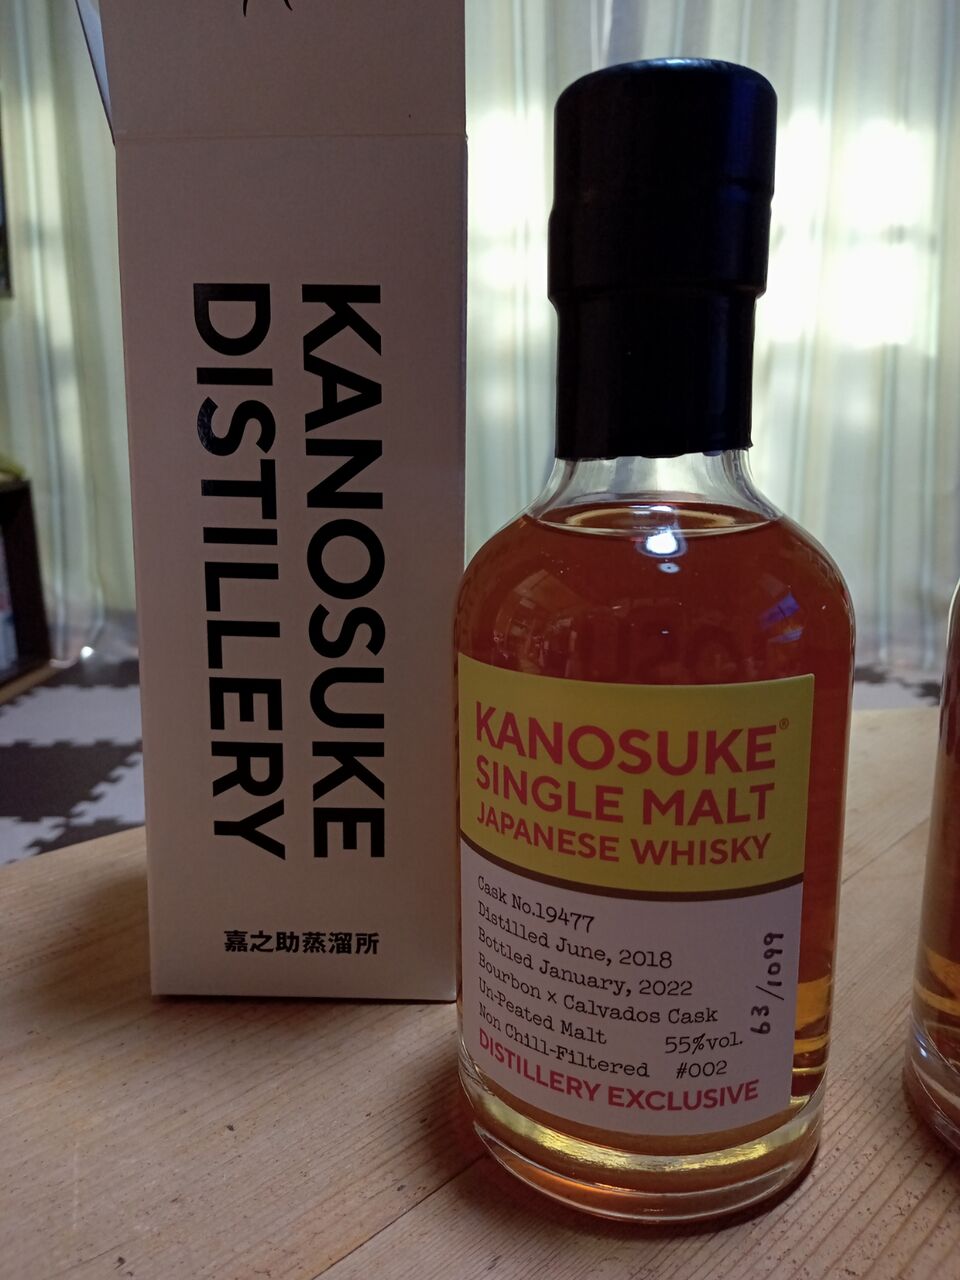 KANOSUKE
DISTILLERY
嘉之助蒸溜所
KANOSUKE®
SINGLE MALT
JAPANESE WHISKY
Cask No.19477
Distilled June, 2018
Bottled January, 2022
Bourbon x Calvados Cask
Un-Peated Malt 55%vol.
Non Chill-Filtered #002
DISTILLERY EXCLUSIVE
63/1099